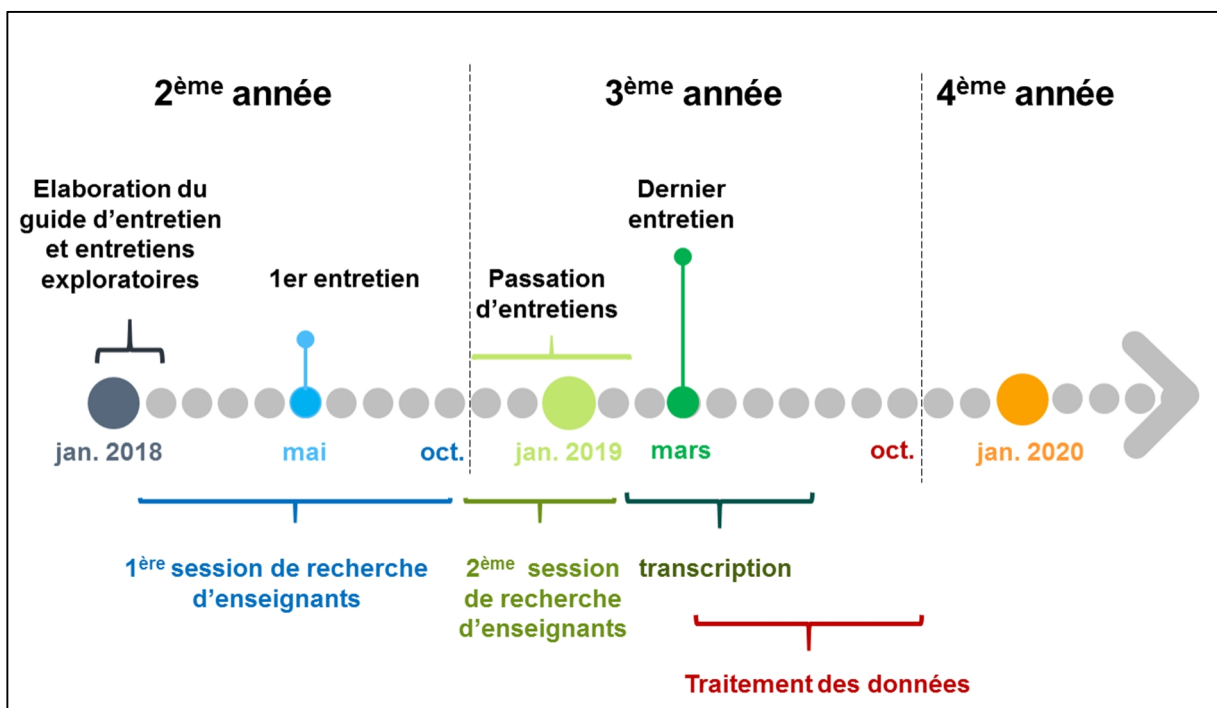 2ème année
3ème année
4ème année
Elaboration du
guide d’entretien
et entretiens
exploratoires
1er entretien
Passation
d’entretiens
Dernier
entretien
jan. 2018
mai
oct.
jan. 2019
mars
oct.
jan. 2020
1ère session de recherche
d’enseignants
2ème session
de recherche
d’enseignants
transcription
Traitement des données